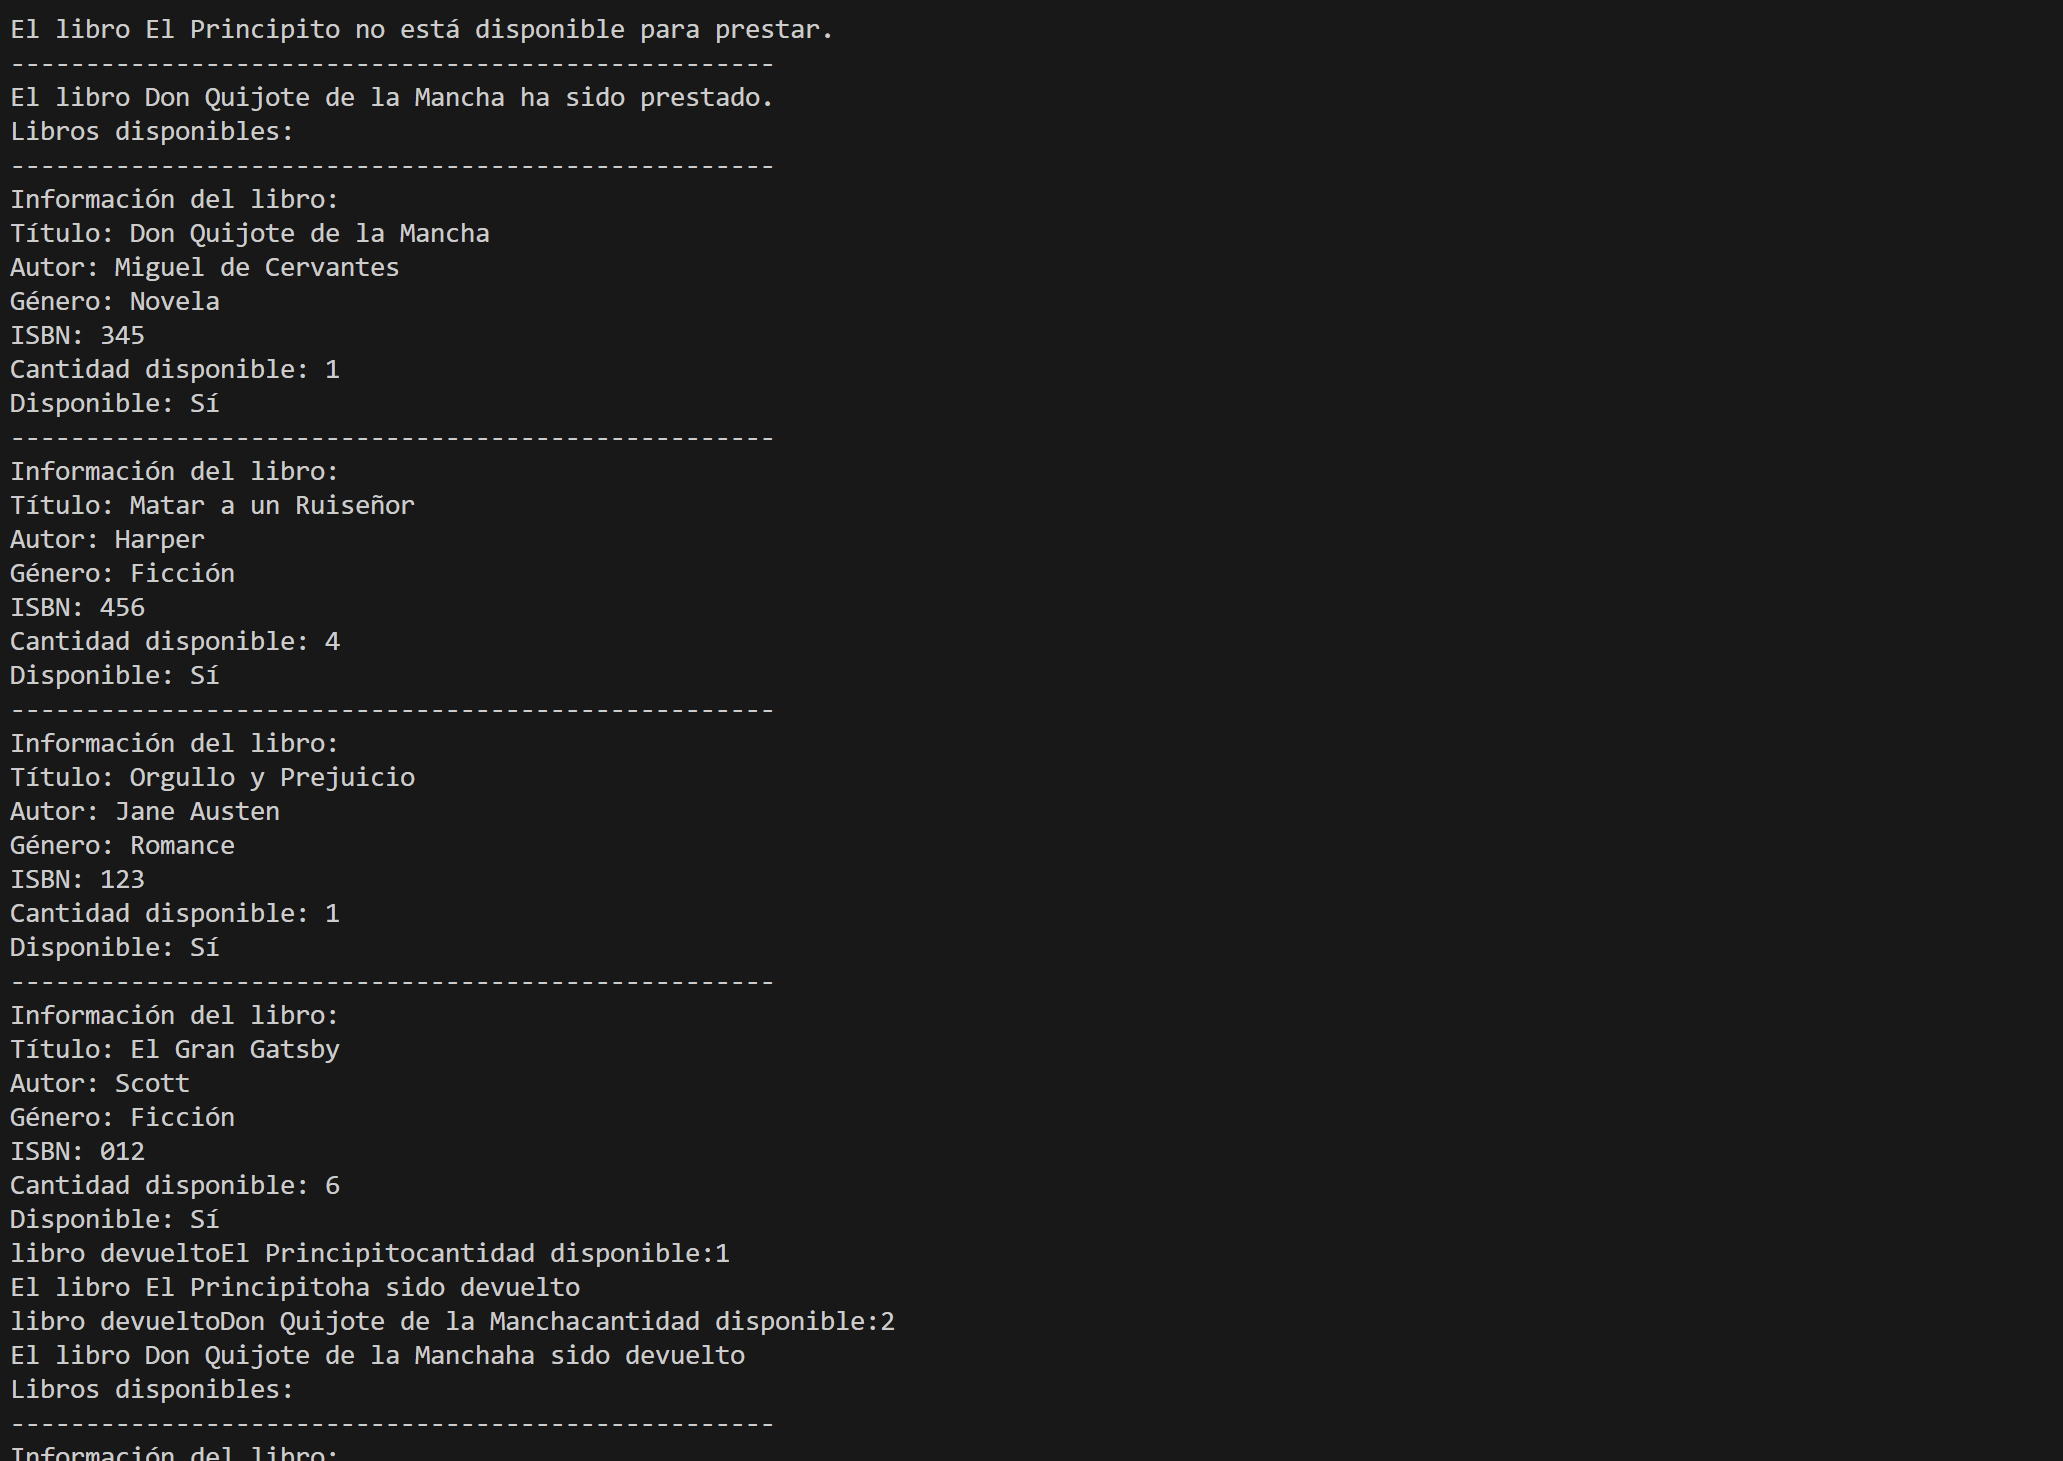 El libro El Principito no está disponible para prestar.
---------------------------------------------------
El libro Don Quijote de la Mancha ha sido prestado.
Libros disponibles:
---------------------------------------------------
Información del libro:
Título: Don Quijote de la Mancha
Autor: Miguel de Cervantes
Género: Novela
ISBN: 345
Cantidad disponible: 1
Disponible: Sí
---------------------------------------------------
Información del libro:
Título: Matar a un Ruiseñor
Autor: Harper
Género: Ficción
ISBN: 456
Cantidad disponible: 4
Disponible: Sí
---------------------------------------------------
Información del libro:
Título: Orgullo y Prejuicio
Autor: Jane Austen
Género: Romance
ISBN: 123
Cantidad disponible: 1
Disponible: Sí
---------------------------------------------------
Información del libro:
Título: El Gran Gatsby
Autor: Scott
Género: Ficción
ISBN: 012
Cantidad disponible: 6
Disponible: Sí
libro devueltoEl Principitocantidad disponible:1
El libro El Principitoha sido devuelto
libro devueltoDon Quijote de la Manchacantidad disponible:2
El libro Don Quijote de la Manchaha sido devuelto
Libros disponibles:
---------------------------------------------------
Información del libro: